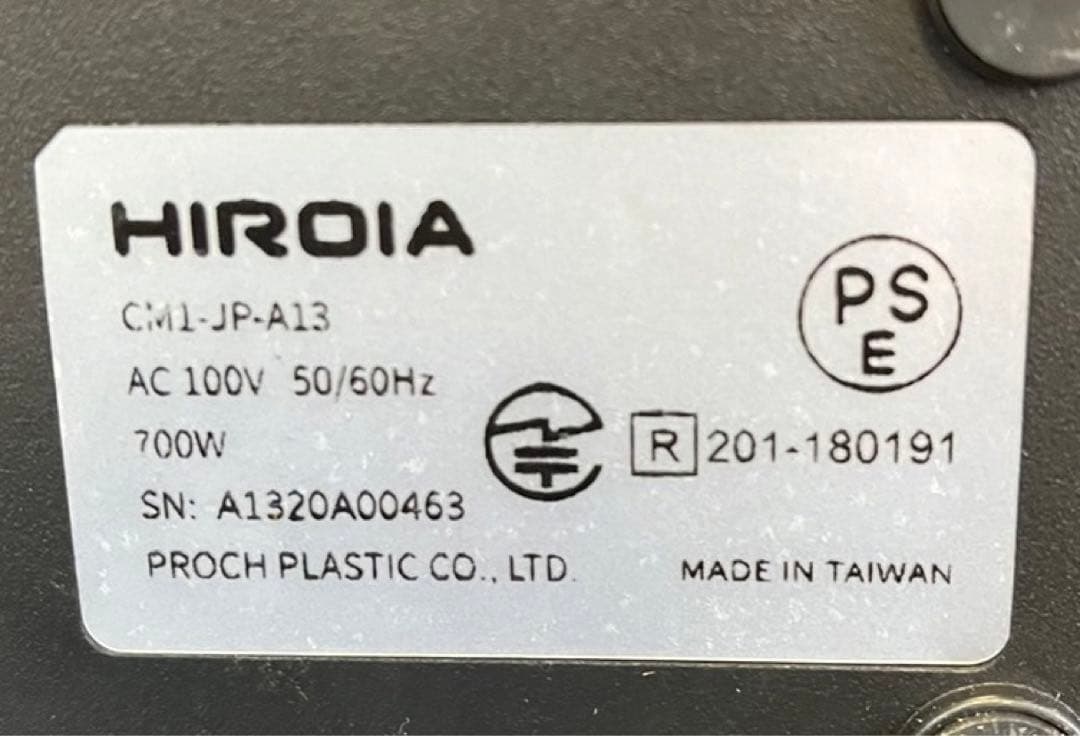 HIROIA
CM1-JP-A13
AC 100V 50/60Hz
700W
SN: A1320A00463
PROCH PLASTIC CO., LTD.
PS
E
R 201-180191
MADE IN TAIWAN